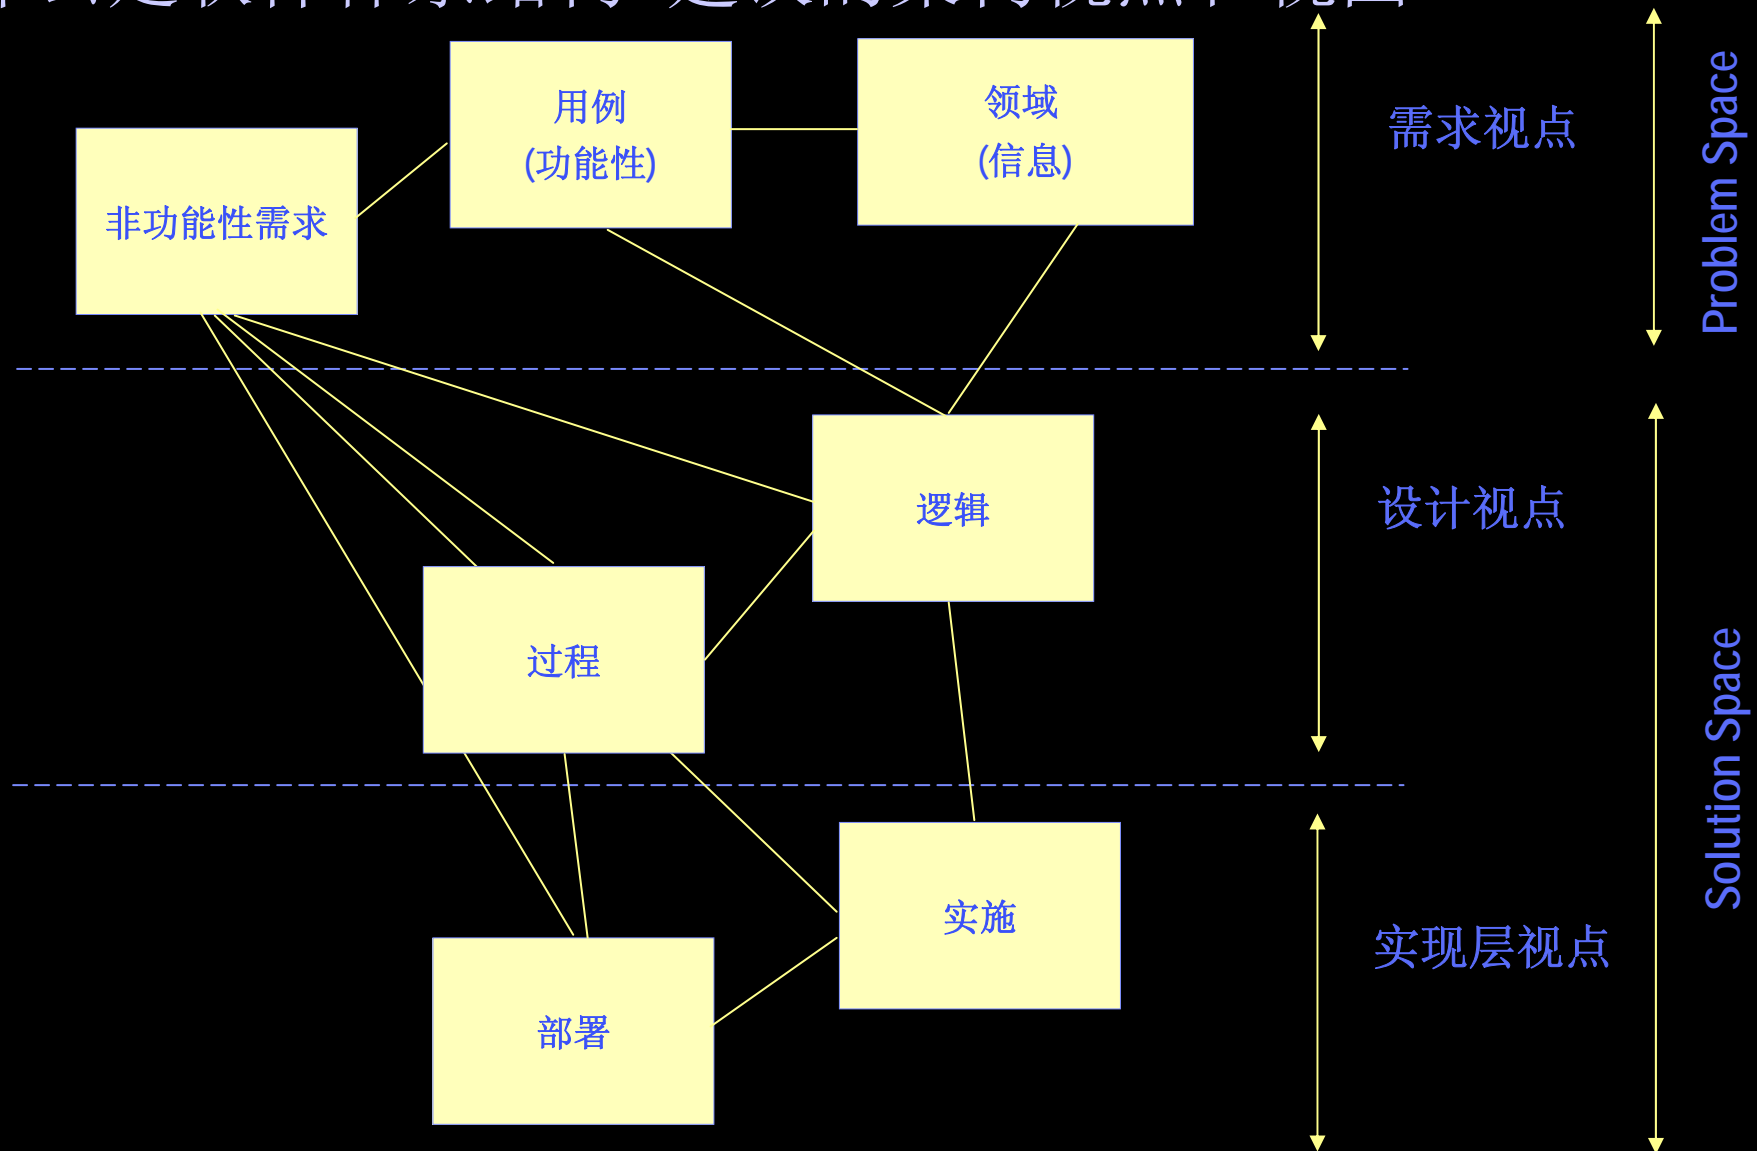 用例
(功能性)
领域
(信息)
需求视点
Problem Space
非功能性需求
逻辑
设计视点
过程
Solution Space
实施
实现层视点
部署